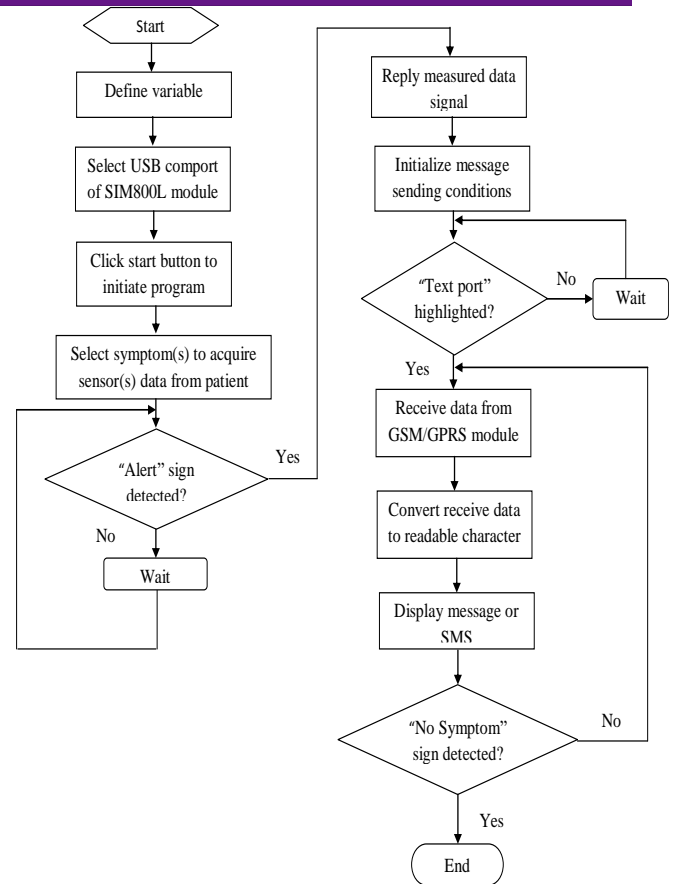 Start
Define variable
Select USB comport
of SIM800L module
Click start button to
initiate program
Select symptom(s) to acquire
sensor(s) data from patient
"Alert" sign
detected?
Yes
No
Wait
Reply measured data
signal
Initialize message
sending conditions
"Text port"
highlighted?
No
Wait
Yes
Receive data from
GSM/GPRS module
Convert receive data
to readable character
Display message or
SMS
"No Symptom"
sign detected?
No
Yes
End